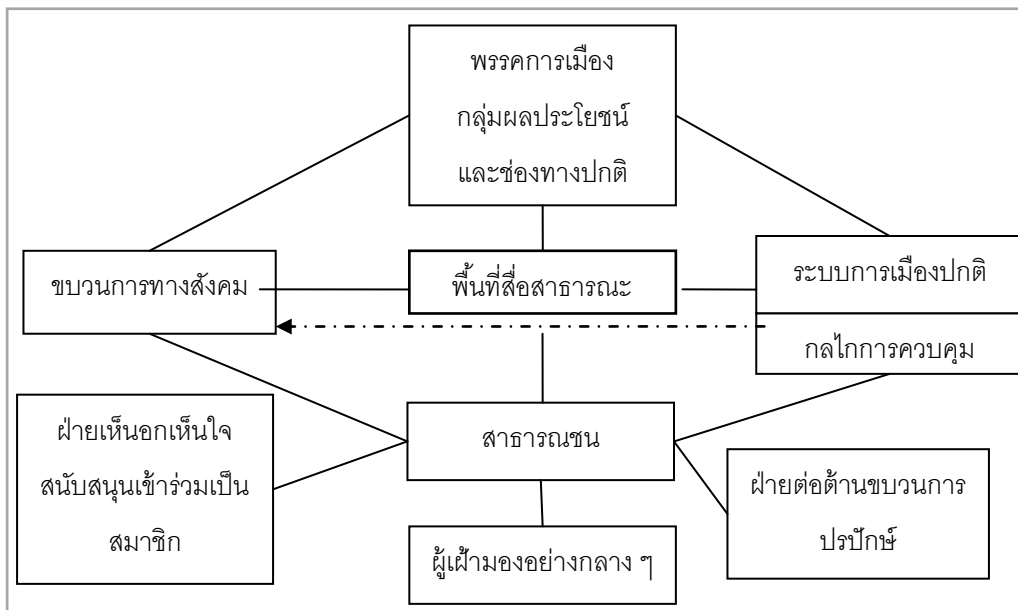 พรรคการเมือง
กลุ่มผลประโยชน์
และช่องทางปกติ
ขบวนการทางสังคม
พื้นที่สื่อสาธารณะ
ระบบการเมืองปกติ
กลไกการควบคุม
ฝ่ายเห็นอกเห็นใจ
สนับสนุนเข้าร่วมเป็น
สมาชิก
สาธารณชน
ฝ่ายต่อต้านขบวนการ
ปรปักษ์
ผู้เฝ้ามองอย่างกลาง ๆ